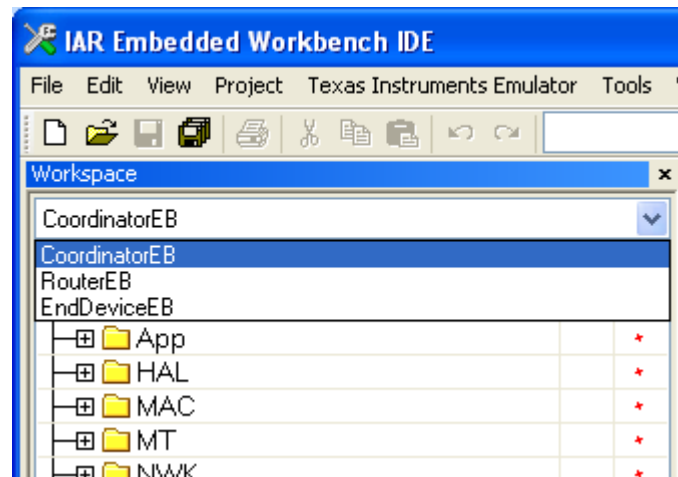 IAR Embedded Workbench IDE
File Edit View Project Texas Instruments Emulator Tools
Workspace
CoordinatorEB
CoordinatorEB
RouterEB
EndDeviceEB
App
HAL
MAC
MT
NWK